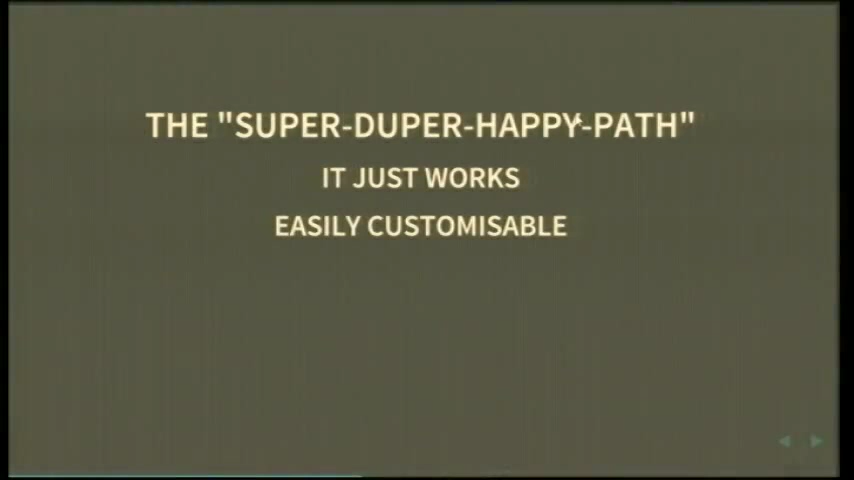 THE "SUPER-DUPER-HAPPY-PATH"
IT JUST WORKS
EASILY CUSTOMISABLE